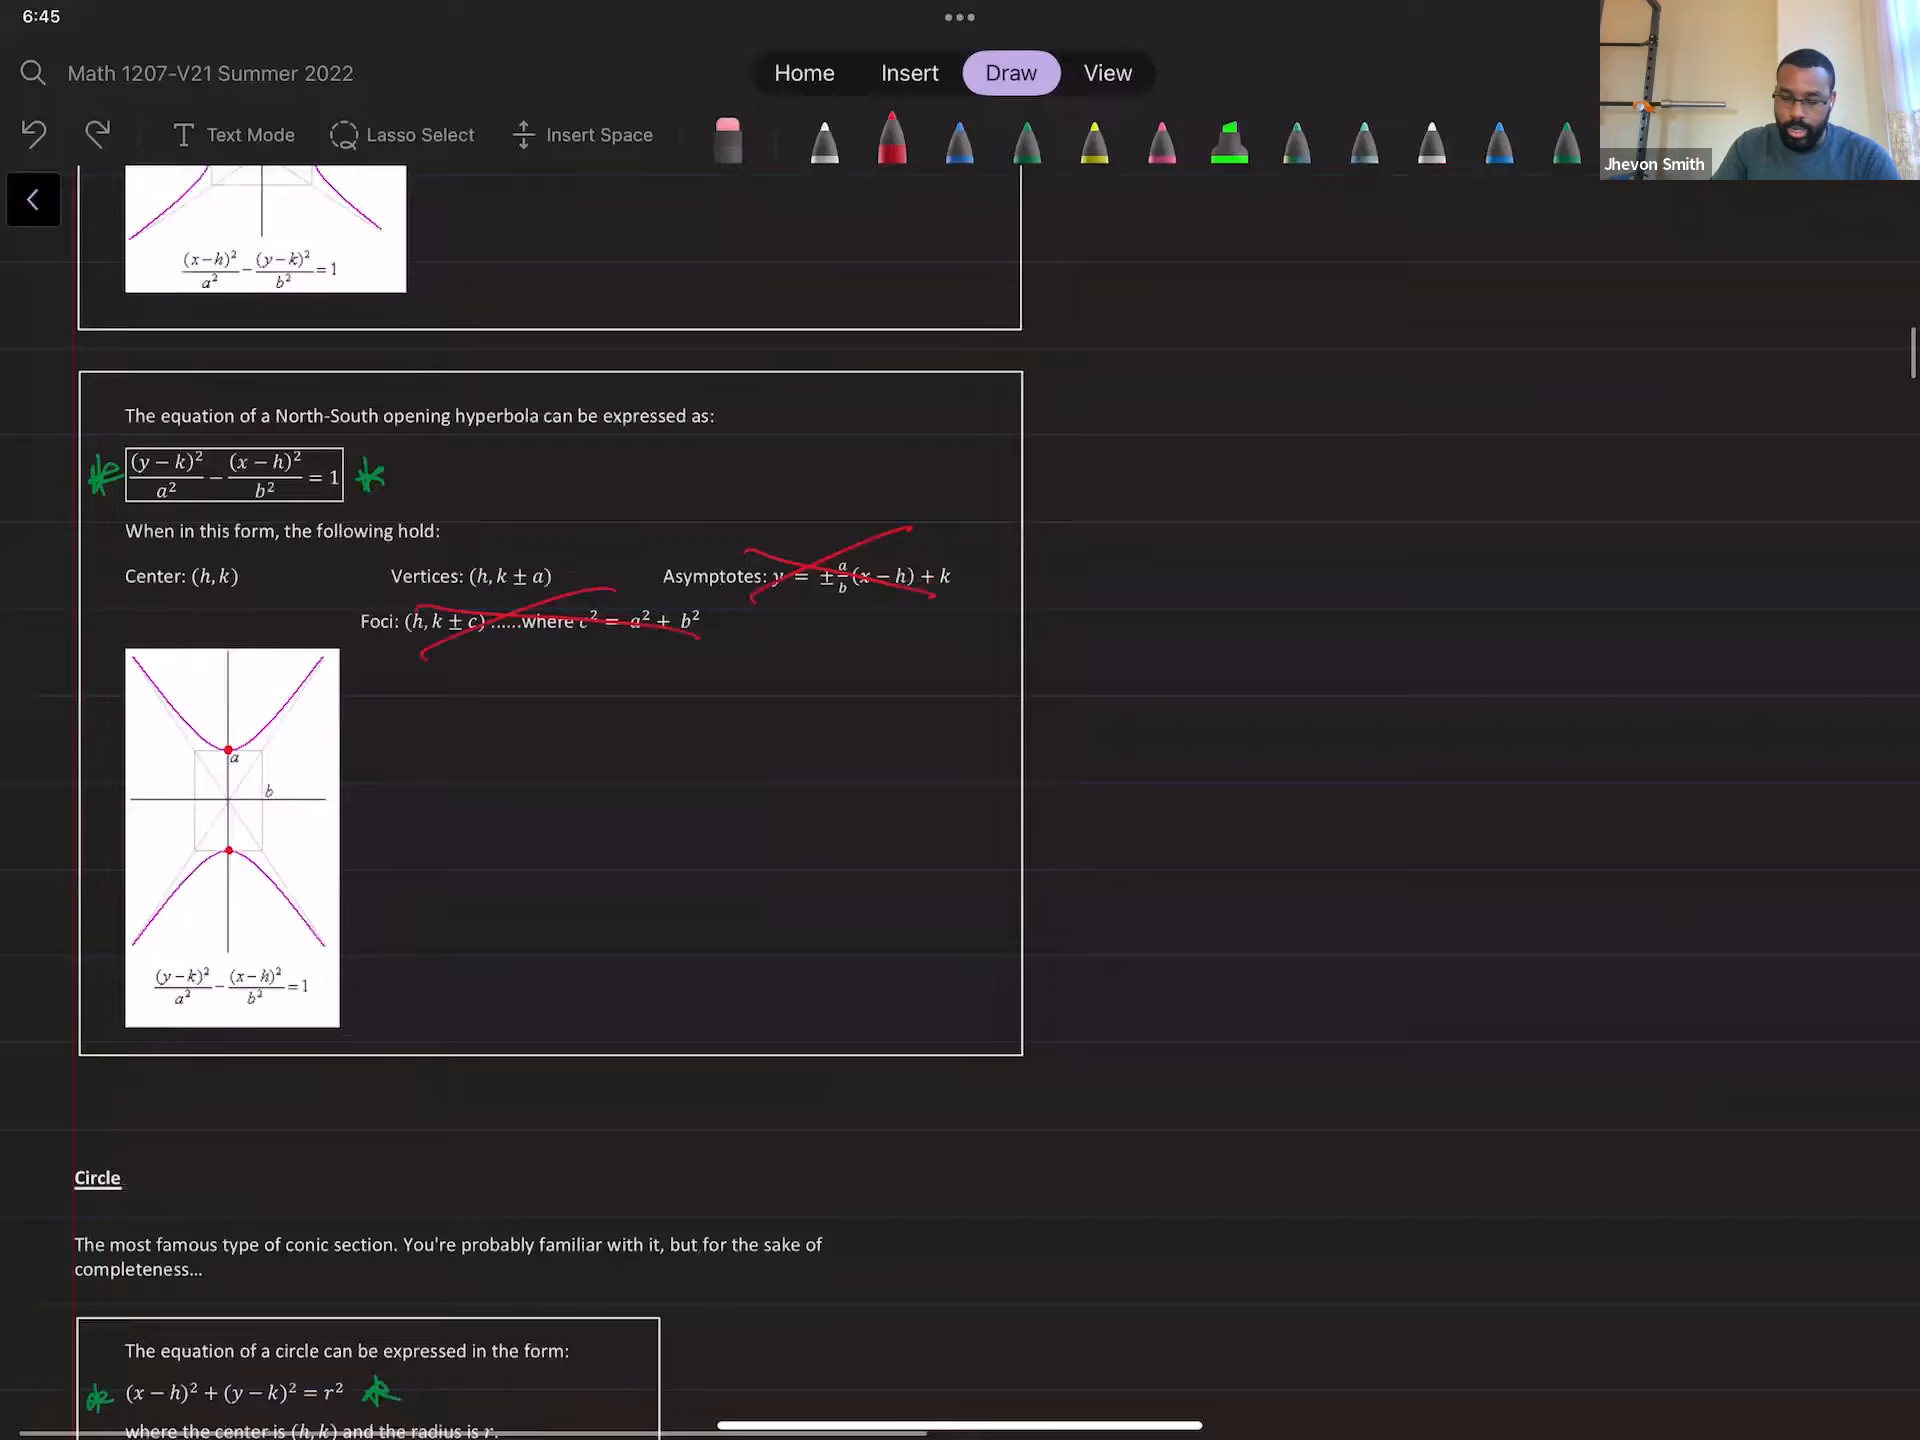 6:45
Math 1207-V21 Summer 2022
Home Insert Draw View
Text Mode Lasso Select Insert Space
Jhevon Smith
(x-h)²/a² - (y-k)²/b² = 1
The equation of a North-South opening hyperbola can be expressed as:
(y − k)²/a² − (x − h)²/b² = 1
When in this form, the following hold:
Center: (h, k) Vertices: (h, k ± a) Asymptotes: y = ± a/b (x − h) + k
Foci: (h, k ± c) ......where c² = a² + b²
a
b
(y-k)²/a² - (x-h)²/b² = 1
Circle
The most famous type of conic section. You're probably familiar with it, but for the sake of
completeness...
The equation of a circle can be expressed in the form:
(x − h)² + (y − k)² = r²
where the center is (h, k) and the radius is r.